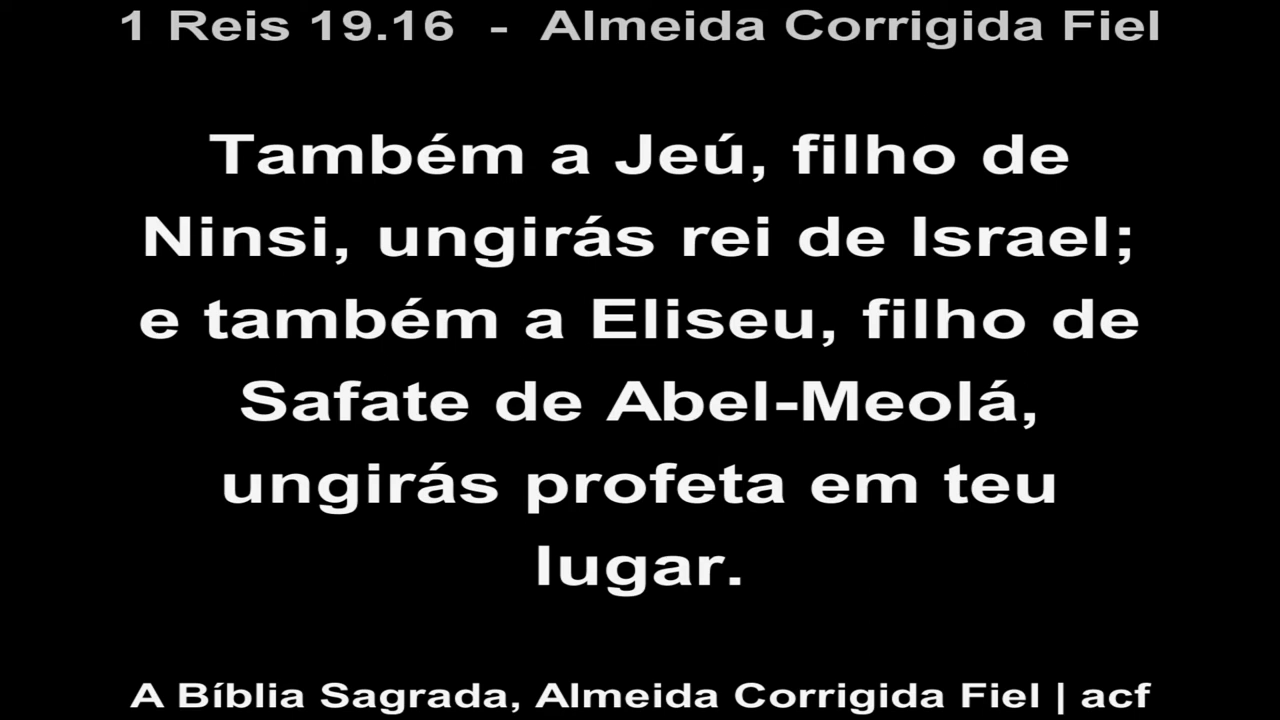 1 Reis 19.16 - Almeida Corrigida Fiel
Também a Jeú, filho de
Ninsi, ungirás rei de Israel;
e também a Eliseu, filho de
Safate de Abel-Meolá,
ungirás profeta em teu
lugar.
A Bíblia Sagrada, Almeida Corrigida Fiel | acf